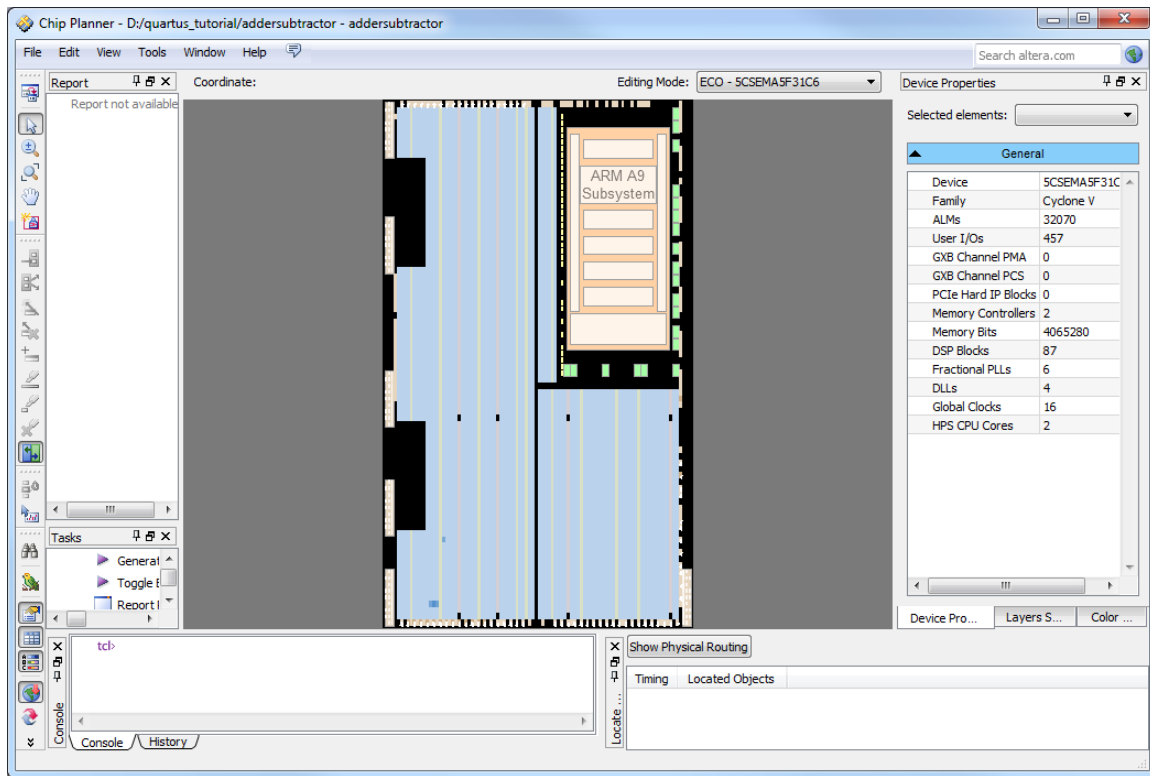 Chip Planner - D:/quartus_tutorial/addersubtractor - addersubtractor
File Edit View Tools Window Help
Search altera.com
Report
Report not available
Coordinate:
Editing Mode: ECO - 5CSEMA5F31C6
ARM A9
Subsystem
Device Properties
Selected elements:
General
Device 5CSEMA5F31C
Family Cyclone V
ALMs 32070
User I/Os 457
GXB Channel PMA 0
GXB Channel PCS 0
PCIe Hard IP Blocks 0
Memory Controllers 2
Memory Bits 4065280
DSP Blocks 87
Fractional PLLs 6
DLLs 4
Global Clocks 16
HPS CPU Cores 2
Device Pro... Layers S... Color ...
Tasks
Generat
Toggle E
Report I
tcl>
Console
Console History
Show Physical Routing
Timing Located Objects
Locate ...